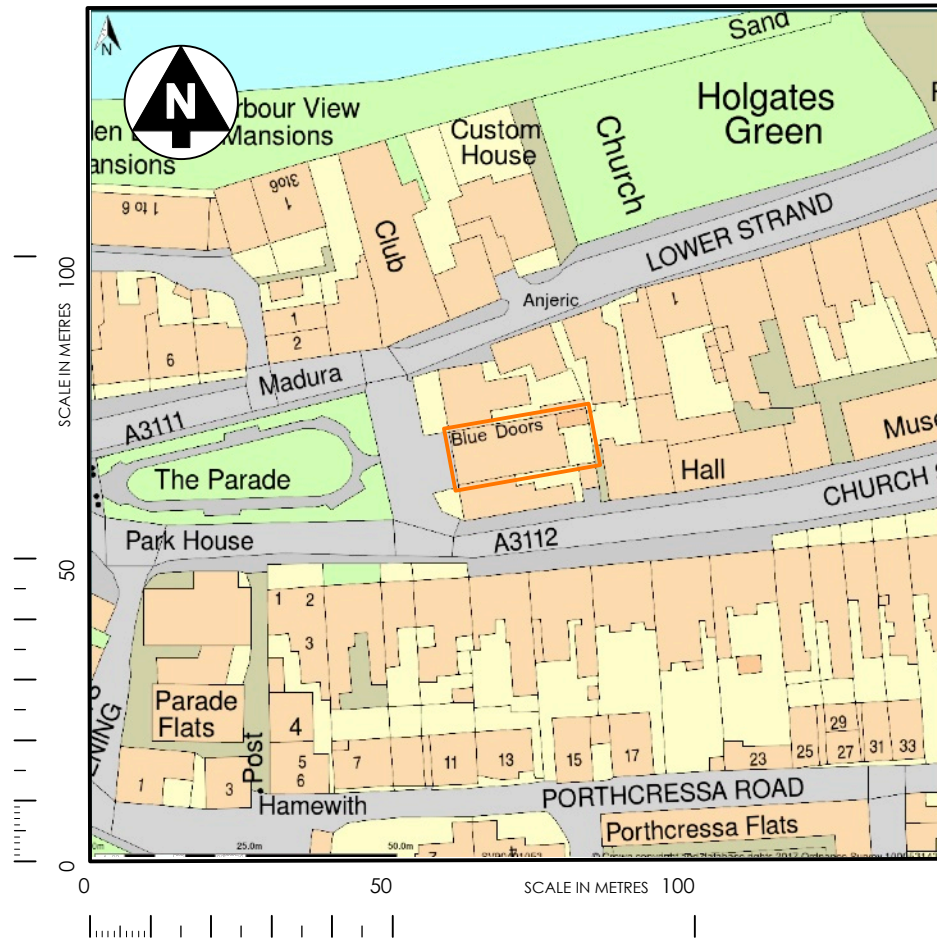 Sand
N
N
rbour View
Mansions
ansions
Custom
House
Holgates
Green
Church
3to6
1
1 to 6
Club
LOWER STRAND
Anjeric
1
1
2
6
Madura
A3111
Blue Doors
The Parade
Hall
CHURCH
Park House
A3112
1
2
3
Parade
Flats
4
5
6
Post
1
3
7
11
13
15
17
23
25
29
27
31
33
Hamewith
PORTHCRESSA ROAD
Porthcressa Flats
25.0m
50.0m
0
50
SCALE IN METRES
100
0
50
SCALE IN METRES
100